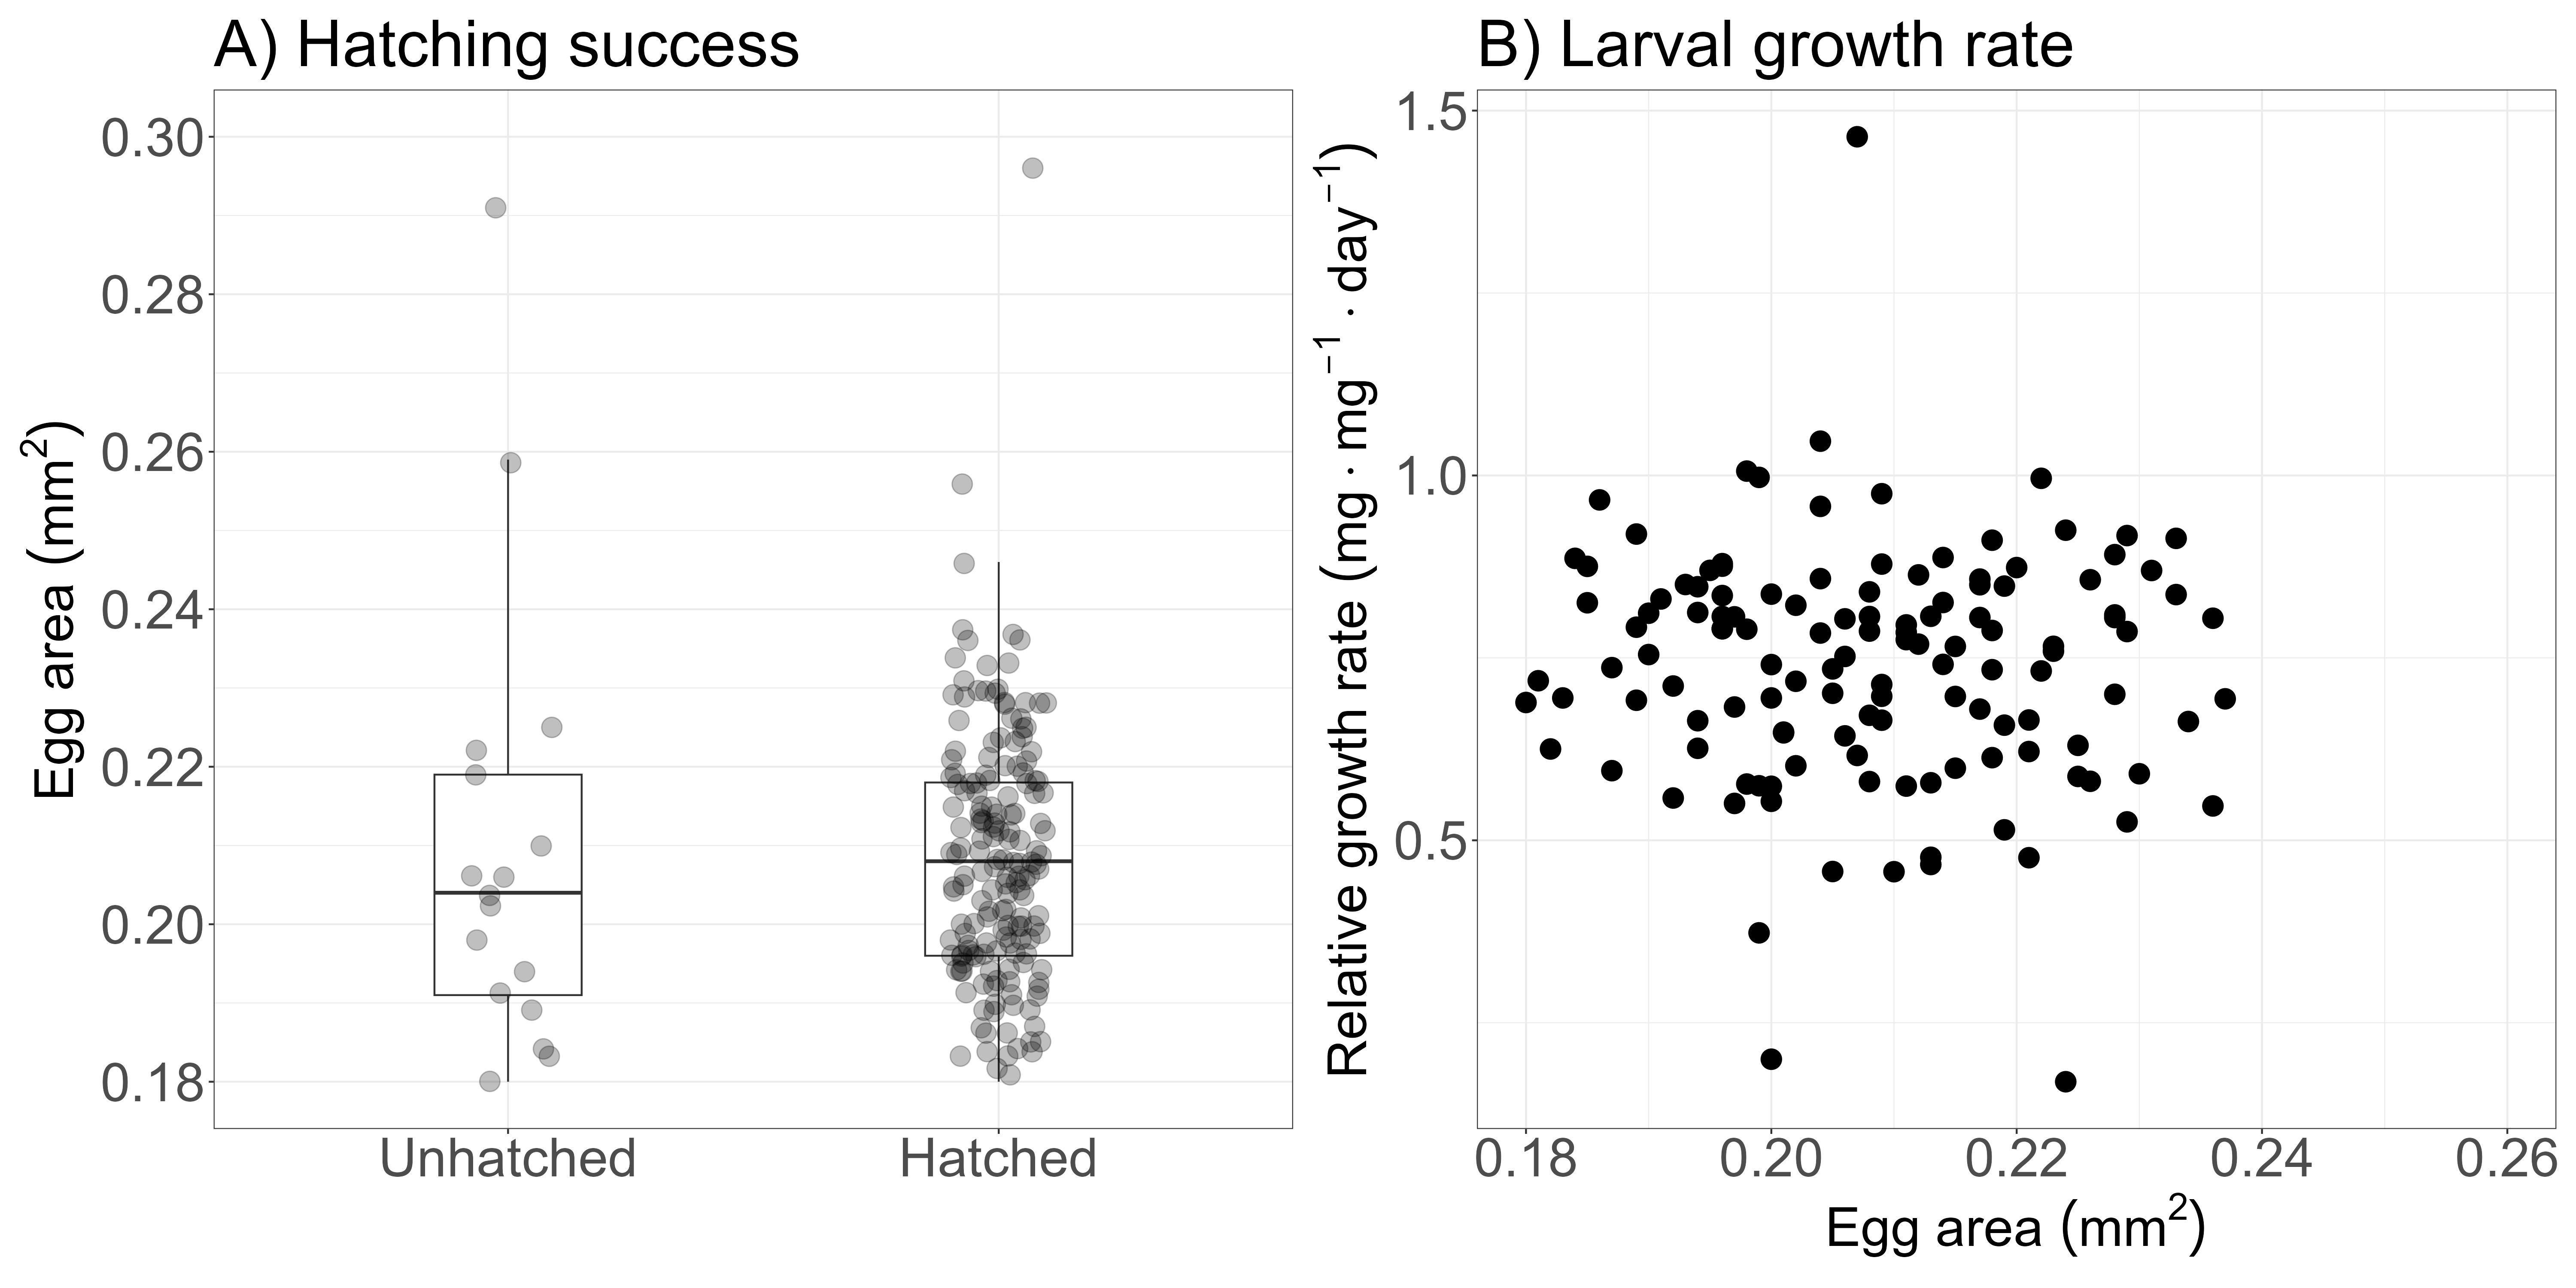 A) Hatching success
Egg area (mm²)
0.30
0.28
0.26
0.24
0.22
0.20
0.18
Unhatched
Hatched
B) Larval growth rate
Relative growth rate (mg · mg⁻¹ · day⁻¹)
1.5
1.0
0.5
0.18
0.20
0.22
0.24
0.26
Egg area (mm²)